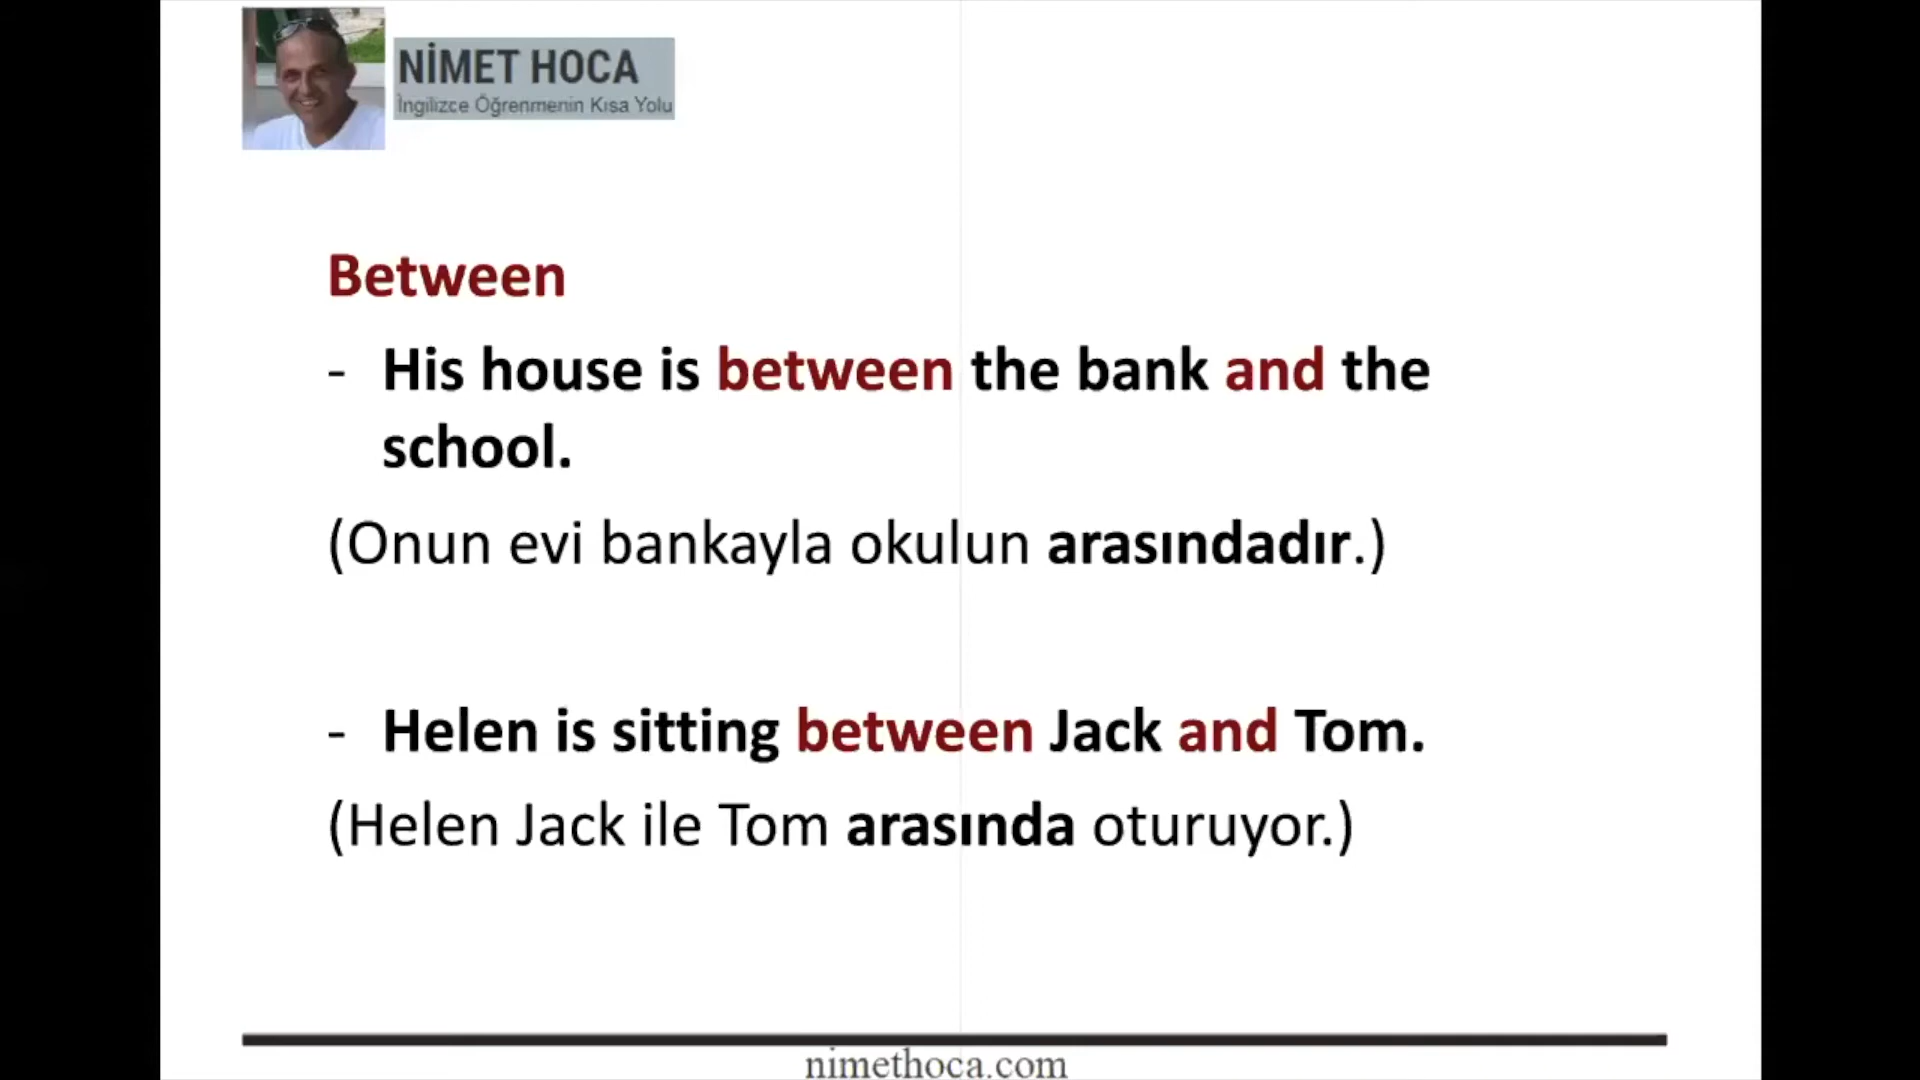 NİMET HOCA
İngilizce Öğrenmenin Kısa Yolu
Between
- His house is between the bank and the
school.
(Onun evi bankayla okulun arasındadır.)
- Helen is sitting between Jack and Tom.
(Helen Jack ile Tom arasında oturuyor.)
nimethoca.com